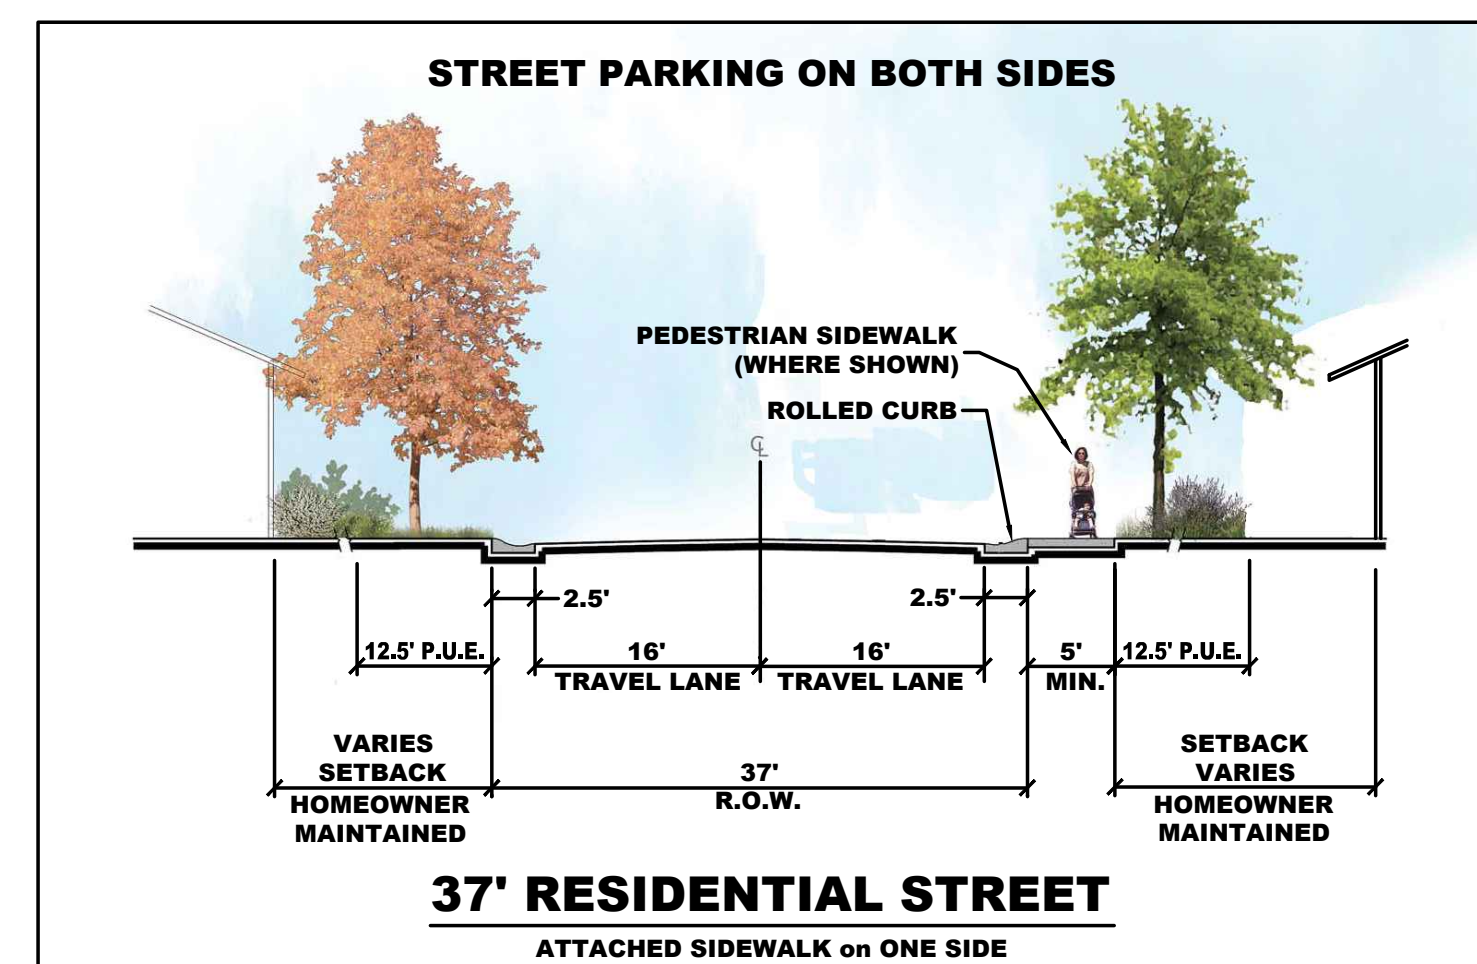 STREET PARKING ON BOTH SIDES
PEDESTRIAN SIDEWALK
(WHERE SHOWN)
ROLLED CURB
℄
2.5'
2.5'
12.5' P.U.E.
16'
TRAVEL LANE
16'
TRAVEL LANE
5'
MIN.
12.5' P.U.E.
VARIES
SETBACK
HOMEOWNER
MAINTAINED
37'
R.O.W.
SETBACK
VARIES
HOMEOWNER
MAINTAINED
37' RESIDENTIAL STREET
ATTACHED SIDEWALK on ONE SIDE